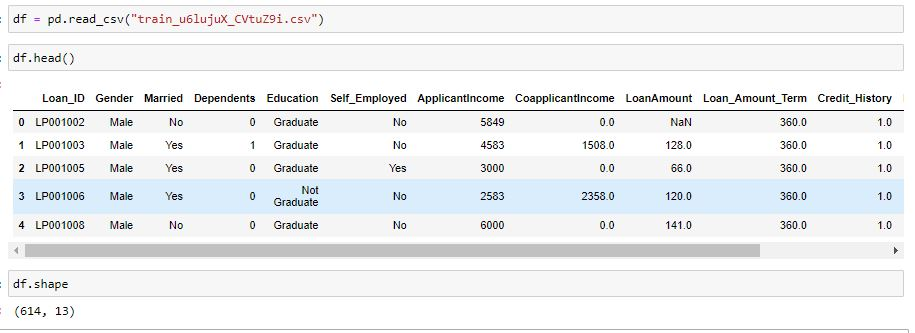 df = pd.read_csv("train_u6lujuX_CVtuZ9i.csv")
df.head()
Loan_ID Gender Married Dependents Education Self_Employed ApplicantIncome CoapplicantIncome LoanAmount Loan_Amount_Term Credit_History
0 LP001002 Male No 0 Graduate No 5849 0.0 NaN 360.0 1.0
1 LP001003 Male Yes 1 Graduate No 4583 1508.0 128.0 360.0 1.0
2 LP001005 Male Yes 0 Graduate Yes 3000 0.0 66.0 360.0 1.0
3 LP001006 Male Yes 0 Not Graduate No 2583 2358.0 120.0 360.0 1.0
4 LP001008 Male No 0 Graduate No 6000 0.0 141.0 360.0 1.0
df.shape
(614, 13)